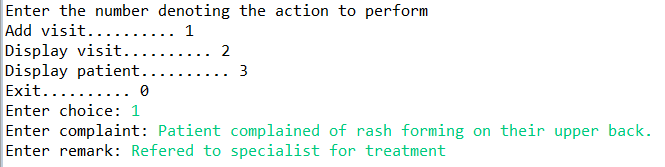 Enter the number denoting the action to perform
Add visit.......... 1
Display visit.......... 2
Display patient.......... 3
Exit.......... 0
Enter choice: 1
Enter complaint: Patient complained of rash forming on their upper back.
Enter remark: Refered to specialist for treatment